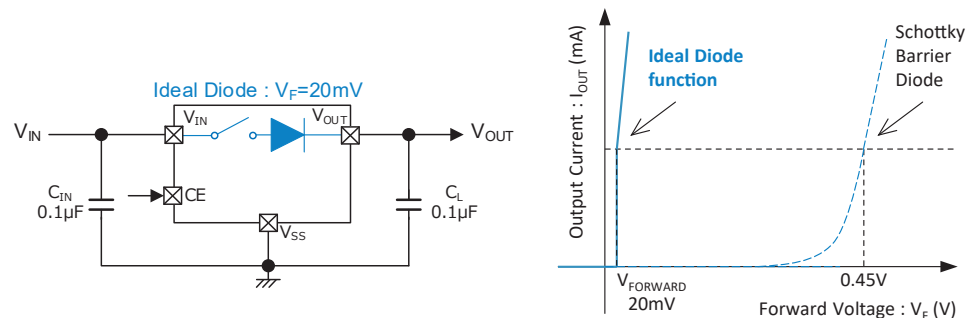 Ideal Diode : VF=20mV
VIN
VIN
VOUT
VOUT
CIN
0.1µF
CE
CL
0.1µF
VSS
Output Current : IOUT (mA)
Ideal Diode
function
Schottky
Barrier
Diode
VFORWARD
20mV
0.45V
Forward Voltage : VF (V)